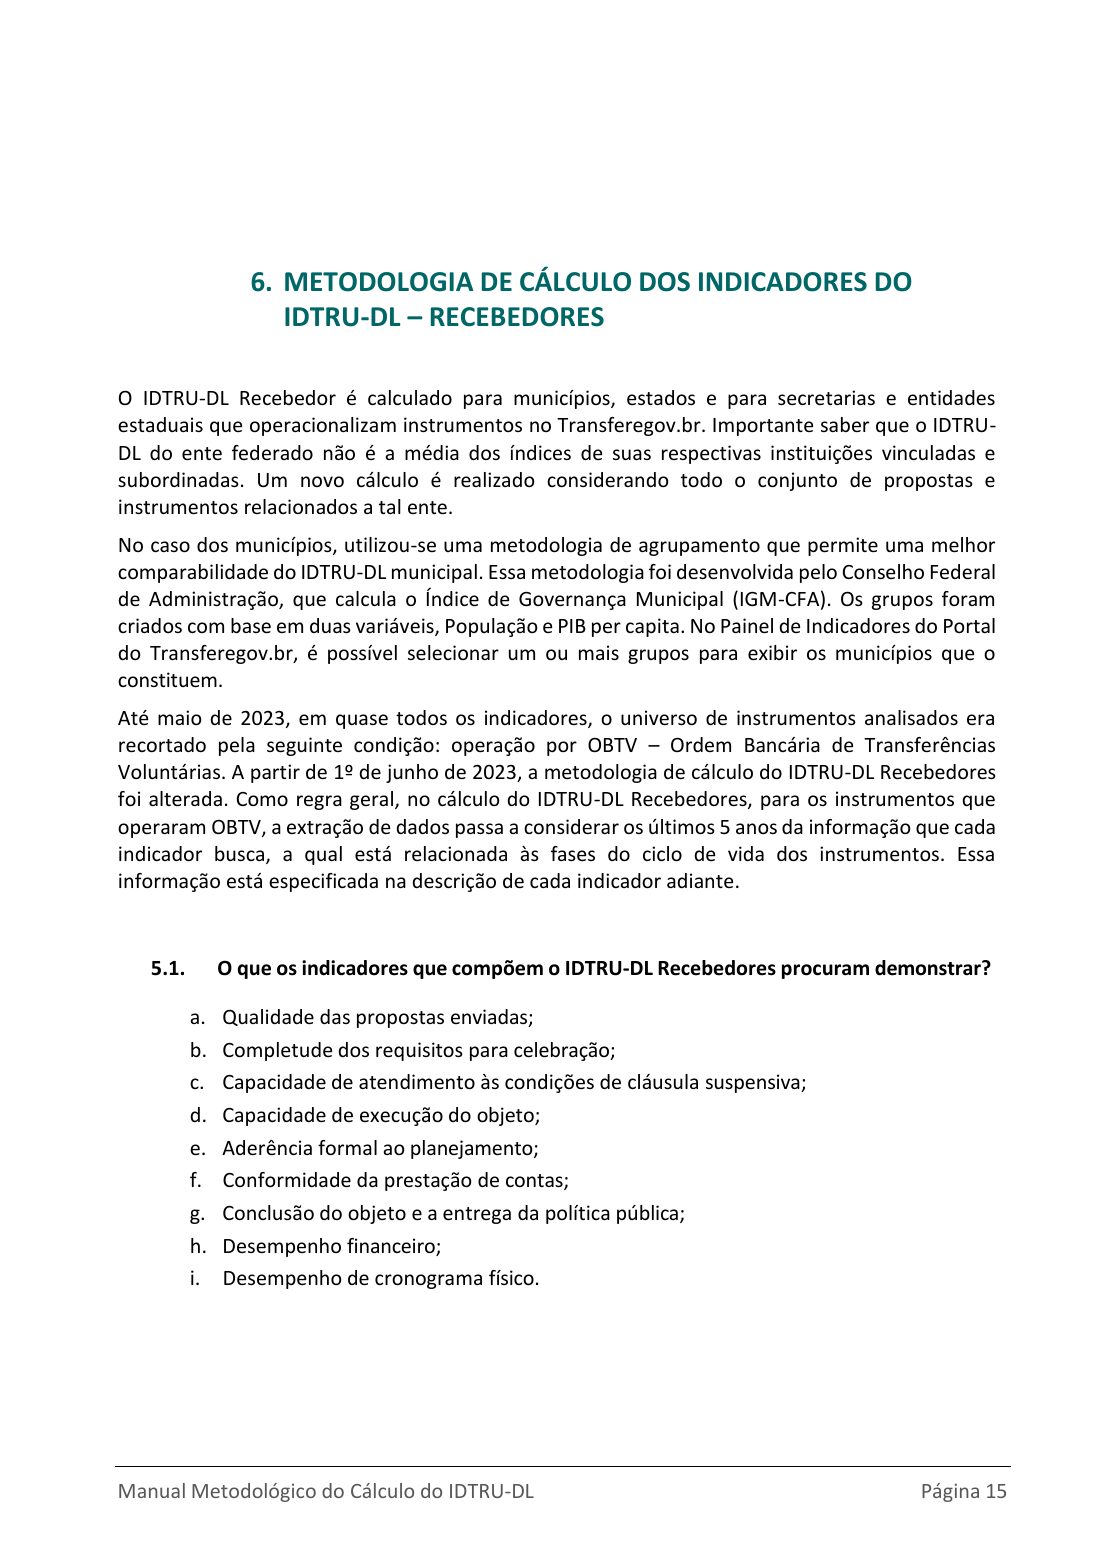 6. METODOLOGIA DE CÁLCULO DOS INDICADORES DO
IDTRU-DL – RECEBEDORES
O IDTRU-DL Recebedor é calculado para municípios, estados e para secretarias e entidades
estaduais que operacionalizam instrumentos no Transferegov.br. Importante saber que o IDTRU-
DL do ente federado não é a média dos índices de suas respectivas instituições vinculadas e
subordinadas. Um novo cálculo é realizado considerando todo o conjunto de propostas e
instrumentos relacionados a tal ente.
No caso dos municípios, utilizou-se uma metodologia de agrupamento que permite uma melhor
comparabilidade do IDTRU-DL municipal. Essa metodologia foi desenvolvida pelo Conselho Federal
de Administração, que calcula o Índice de Governança Municipal (IGM-CFA). Os grupos foram
criados com base em duas variáveis, População e PIB per capita. No Painel de Indicadores do Portal
do Transferegov.br, é possível selecionar um ou mais grupos para exibir os municípios que o
constituem.
Até maio de 2023, em quase todos os indicadores, o universo de instrumentos analisados era
recortado pela seguinte condição: operação por OBTV – Ordem Bancária de Transferências
Voluntárias. A partir de 1º de junho de 2023, a metodologia de cálculo do IDTRU-DL Recebedores
foi alterada. Como regra geral, no cálculo do IDTRU-DL Recebedores, para os instrumentos que
operaram OBTV, a extração de dados passa a considerar os últimos 5 anos da informação que cada
indicador busca, a qual está relacionada às fases do ciclo de vida dos instrumentos. Essa
informação está especificada na descrição de cada indicador adiante.
5.1. O que os indicadores que compõem o IDTRU-DL Recebedores procuram demonstrar?
a. Qualidade das propostas enviadas;
b. Completude dos requisitos para celebração;
c. Capacidade de atendimento às condições de cláusula suspensiva;
d. Capacidade de execução do objeto;
e. Aderência formal ao planejamento;
f. Conformidade da prestação de contas;
g. Conclusão do objeto e a entrega da política pública;
h. Desempenho financeiro;
i. Desempenho de cronograma físico.
Manual Metodológico do Cálculo do IDTRU-DL Página 15